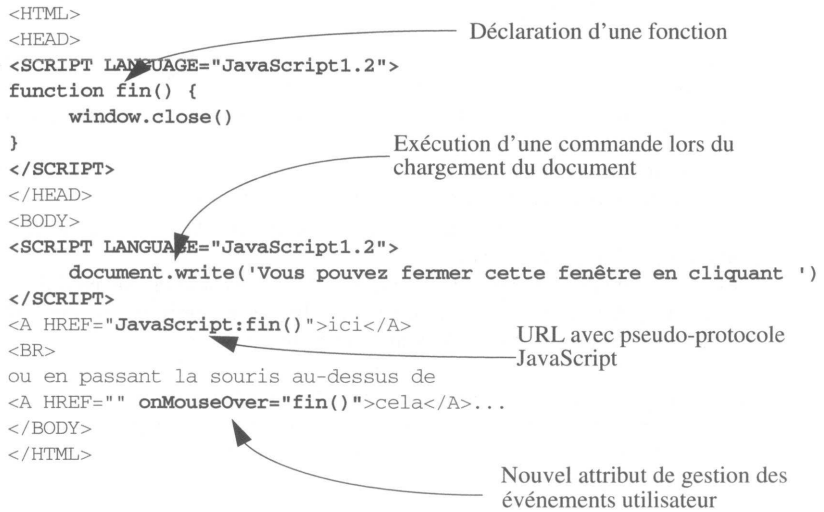 <HTML>
<HEAD>
Déclaration d'une fonction
<SCRIPT LANGUAGE="JavaScript1.2">
function fin() {
window.close()
}
Exécution d'une commande lors du
chargement du document
</SCRIPT>
</HEAD>
<BODY>
<SCRIPT LANGUAGE="JavaScript1.2">
document.write('Vous pouvez fermer cette fenêtre en cliquant ')
</SCRIPT>
<A HREF="JavaScript:fin()">ici</A>
URL avec pseudo-protocole
JavaScript
<BR>
ou en passant la souris au-dessus de
<A HREF="" onMouseOver="fin()">cela</A>...
</BODY>
</HTML>
Nouvel attribut de gestion des
événements utilisateur